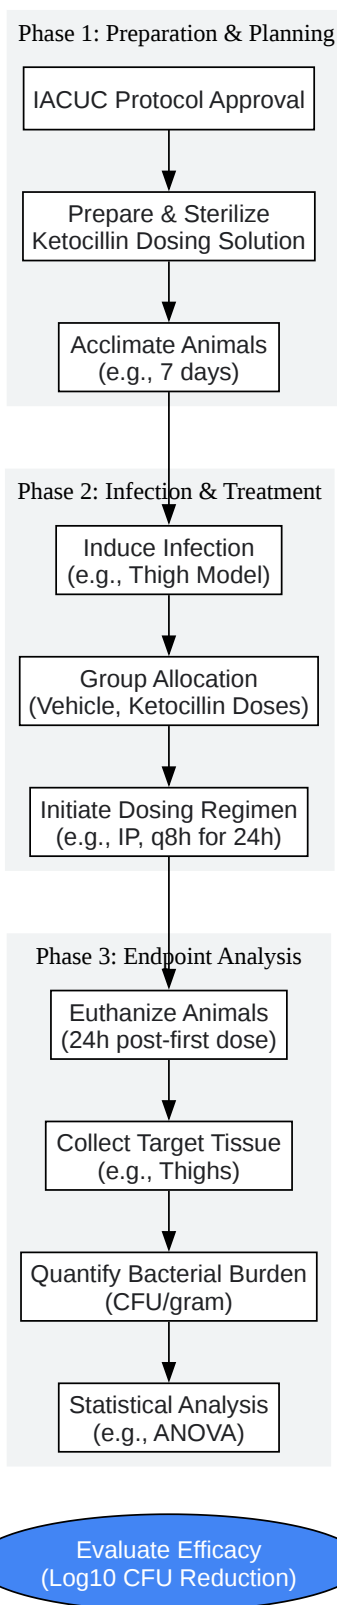 Phase 1: Preparation & Planning
IACUC Protocol Approval
Prepare & Sterilize
Ketocillin Dosing Solution
Acclimate Animals
(e.g., 7 days)
Phase 2: Infection & Treatment
Induce Infection
(e.g., Thigh Model)
Group Allocation
(Vehicle, Ketocillin Doses)
Initiate Dosing Regimen
(e.g., IP, q8h for 24h)
Phase 3: Endpoint Analysis
Euthanize Animals
(24h post-first dose)
Collect Target Tissue
(e.g., Thighs)
Quantify Bacterial Burden
(CFU/gram)
Statistical Analysis
(e.g., ANOVA)
Evaluate Efficacy
(Log10 CFU Reduction)